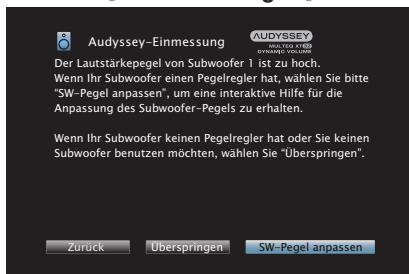 Audyssey-Einmessung
AUDYSSEY
MULTEQ XT32
DYNAMIC VOLUME
Der Lautstärkepegel von Subwoofer 1 ist zu hoch.
Wenn Ihr Subwoofer einen Pegelregler hat, wählen Sie bitte
“SW-Pegel anpassen”, um eine interaktive Hilfe für die
Anpassung des Subwoofer-Pegels zu erhalten.
Wenn Ihr Subwoofer keinen Pegelregler hat oder Sie keinen
Subwoofer benutzen möchten, wählen Sie “Überspringen”.
Zurück Überspringen SW-Pegel anpassen